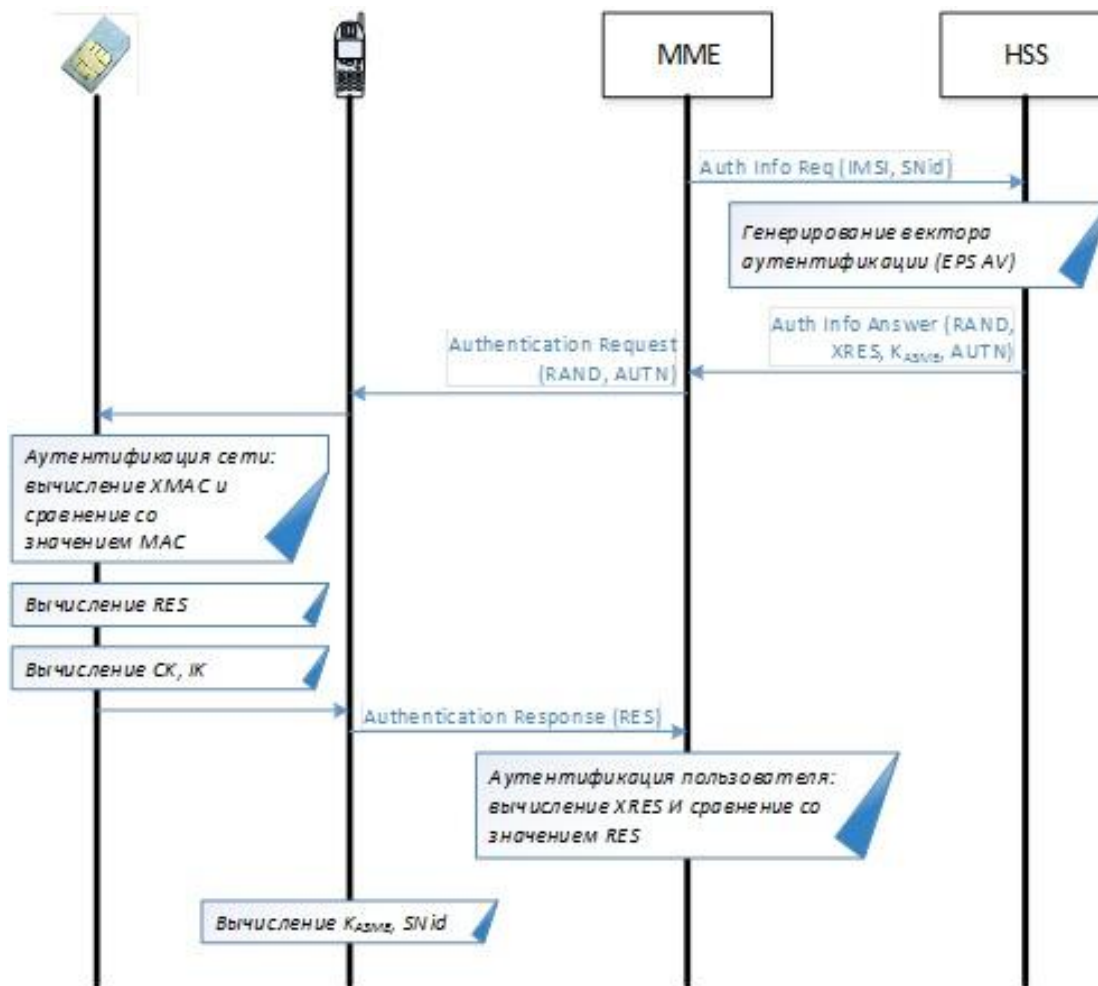 MME
HSS
Auth Info Req (IMSI, SNid)
Генерирование вектора
аутентификации (EPS AV)
Auth Info Answer (RAND,
XRES, KASME, AUTN)
Authentication Request
(RAND, AUTN)
Аутентификация сети:
вычисление XMAC и
сравнение со
значением MAC
Вычисление RES
Вычисление CK, IK
Authentication Response (RES)
Аутентификация пользователя:
вычисление XRES И сравнение со
значением RES
Вычисление KASME, SNid